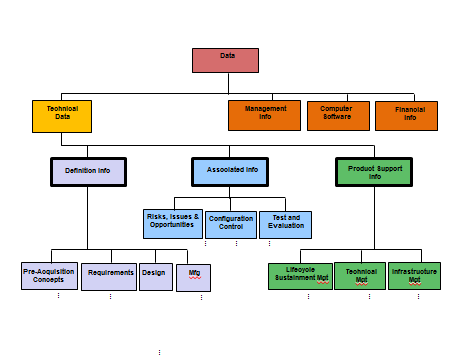 Data
Technical
Data
Management
Info
Computer
Software
Financial
Info
Definition Info
Associated Info
Product Support
Info
Risks, Issues &
Opportunities
Configuration
Control
Test and
Evaluation
Pre-Acquisition
Concepts
Requirements
Design
Mfg
Lifecycle
Sustainment Mgt
Technical
Mgt
Infrastructure
Mgt